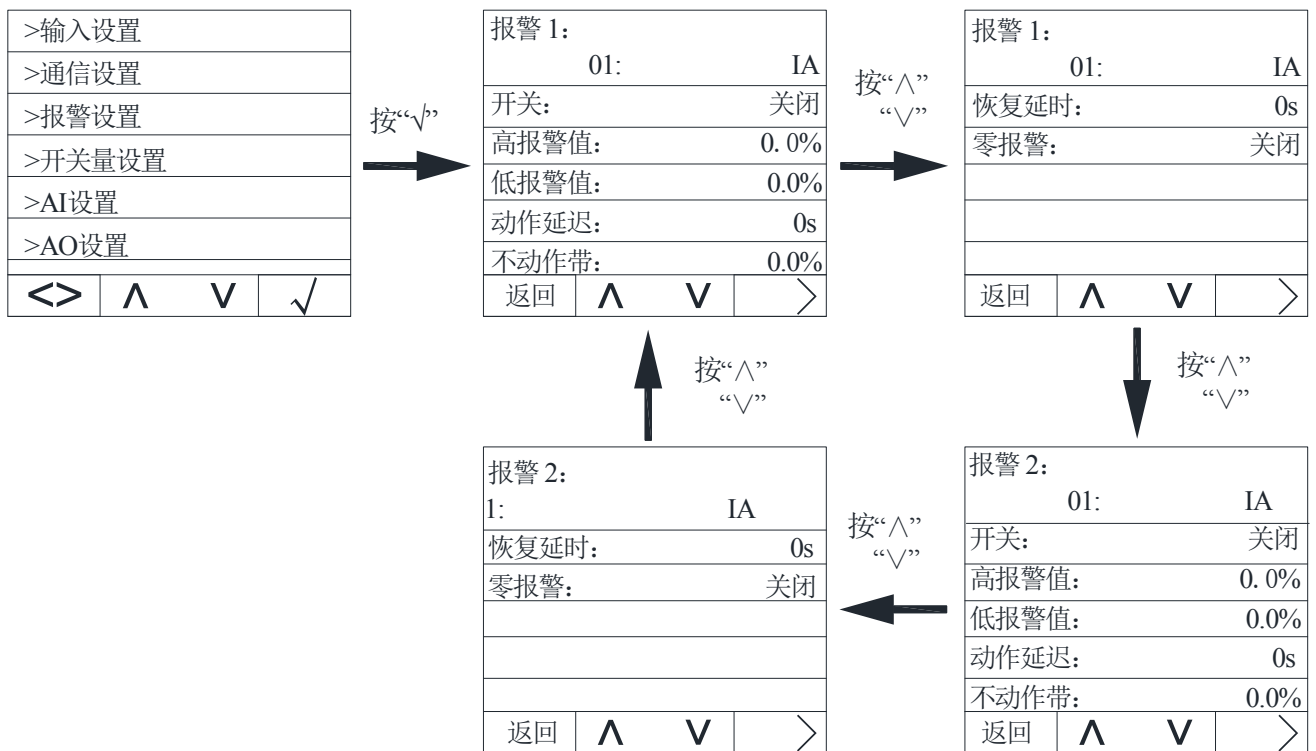 >输入设置
>通信设置
>报警设置
>开关量设置
>AI设置
>AO设置
<> ∧ ∨ √
按“√”
报警 1：
01: IA
开关： 关闭
高报警值： 0. 0%
低报警值： 0.0%
动作延迟： 0s
不动作带： 0.0%
返回 ∧ ∨ >
按“∧”
“∨”
报警 1：
01: IA
恢复延时： 0s
零报警： 关闭
返回 ∧ ∨ >
按“∧”
“∨”
报警 2：
01: IA
开关： 关闭
高报警值： 0. 0%
低报警值： 0.0%
动作延迟： 0s
不动作带： 0.0%
返回 ∧ ∨ >
按“∧”
“∨”
报警 2：
1: IA
恢复延时： 0s
零报警： 关闭
返回 ∧ ∨ >
按“∧”
“∨”